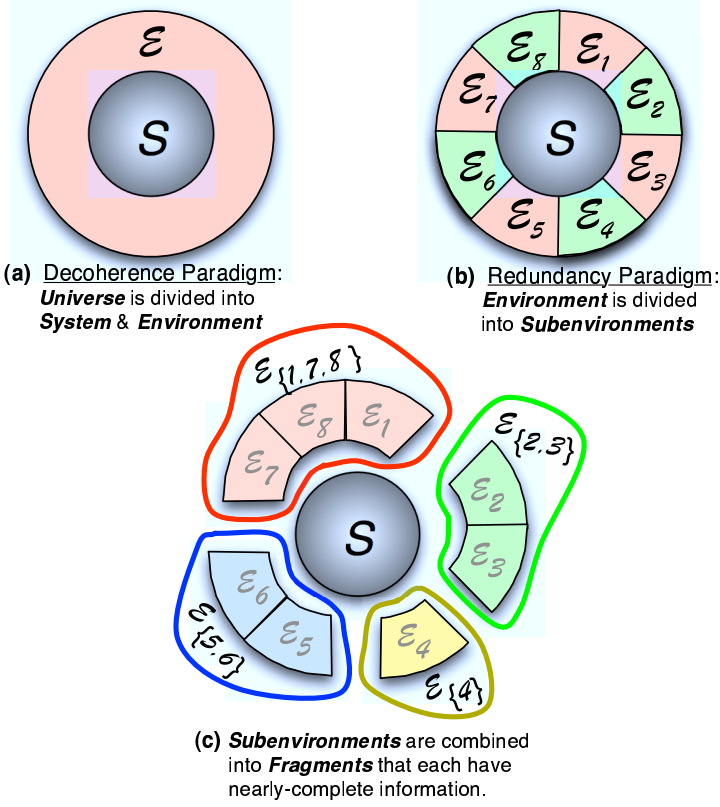 ℰ
S
(a) Decoherence Paradigm:
Universe is divided into
System & Environment
ℰ8 ℰ1
ℰ7 ℰ2
S
ℰ6 ℰ3
ℰ5 ℰ4
(b) Redundancy Paradigm:
Environment is divided
into Subenvironments
ℰ{1,7,8}
ℰ8 ℰ1
ℰ7
ℰ{2,3}
ℰ2
ℰ3
S
ℰ6
ℰ5
ℰ{5,6}
ℰ4
ℰ{4}
(c) Subenvironments are combined
into Fragments that each have
nearly-complete information.